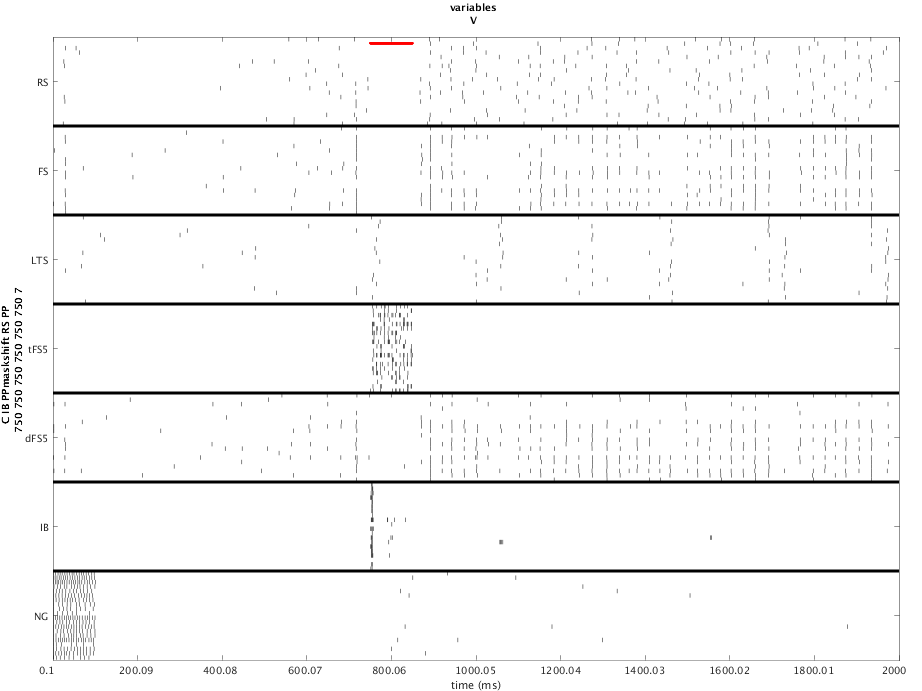 variables
V
RS
FS
LTS
tFS5
dFS5
IB
NG
C IB PPmaskshift RS PP
750 750 750 750 750 750 7
0.1 200.09 400.08 600.07 800.06 1000.05 1200.04 1400.03 1600.02 1800.01 2000
time (ms)